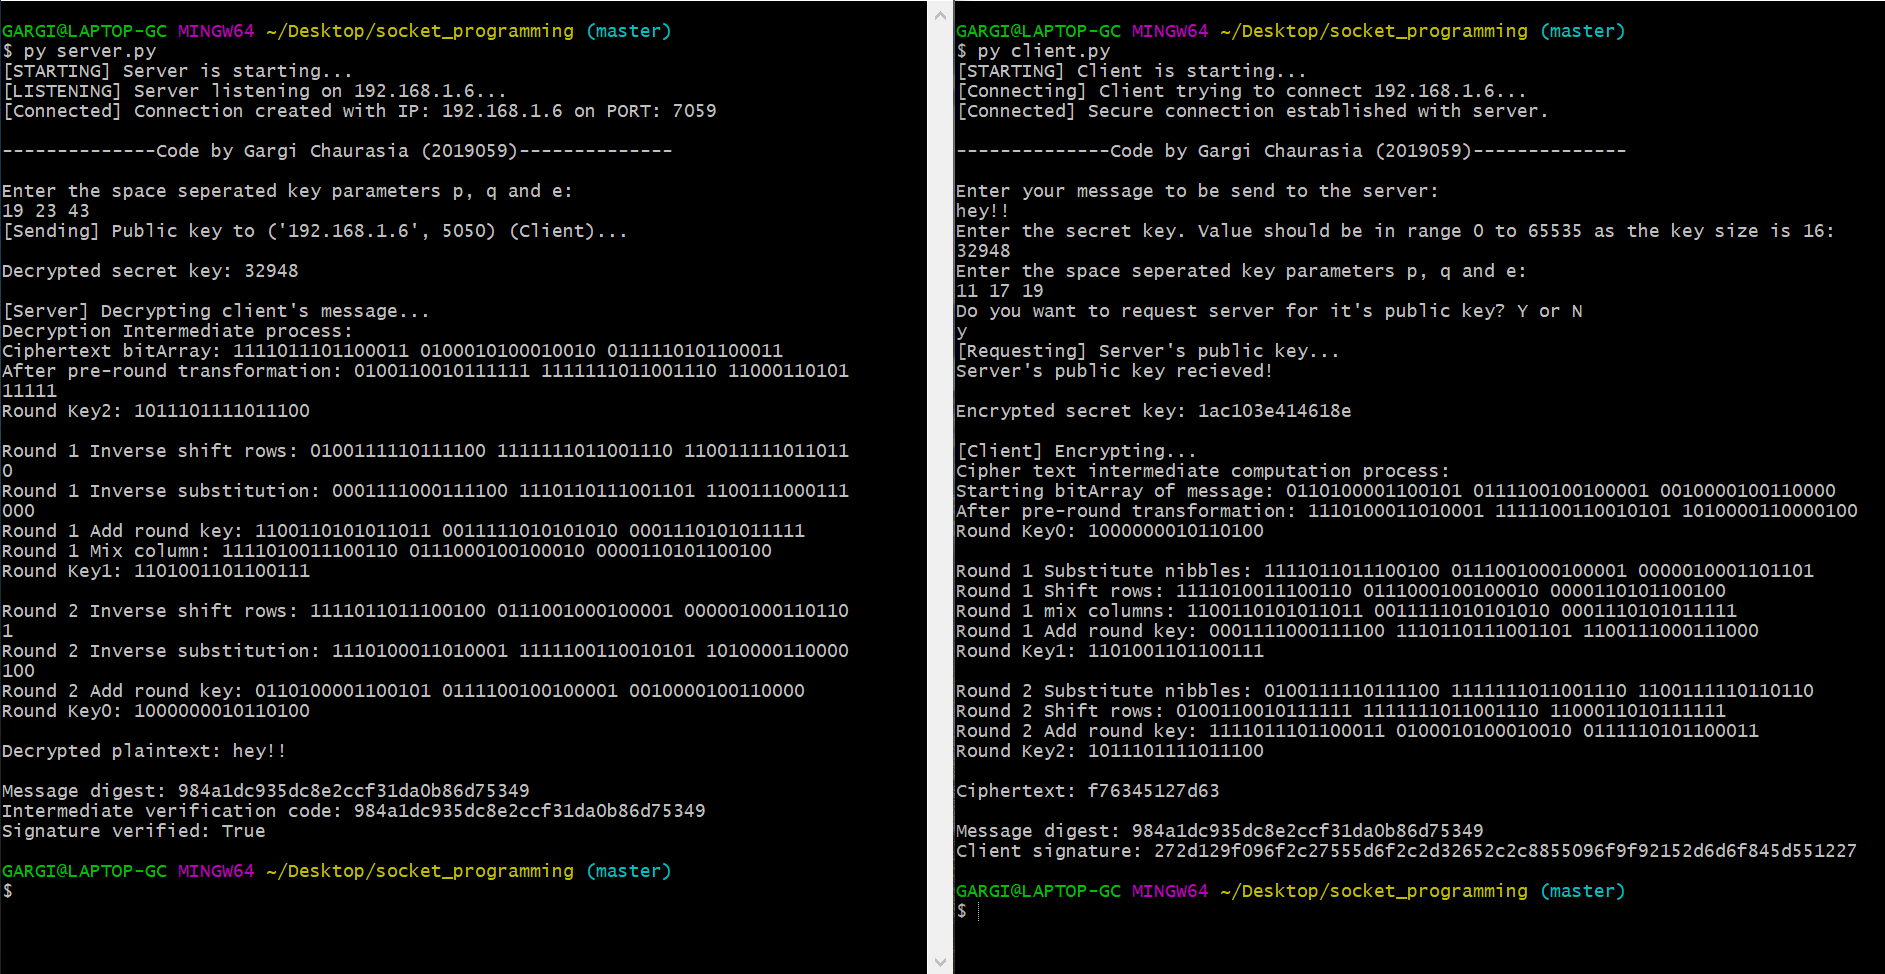 GARGI@LAPTOP-GC MINGW64 ~/Desktop/socket_programming (master)
$ py server.py
[STARTING] Server is starting...
[LISTENING] Server listening on 192.168.1.6...
[Connected] Connection created with IP: 192.168.1.6 on PORT: 7059
--------------Code by Gargi Chaurasia (2019059)--------------
Enter the space seperated key parameters p, q and e:
19 23 43
[Sending] Public key to ('192.168.1.6', 5050) (Client)...
Decrypted secret key: 32948
[Server] Decrypting client's message...
Decryption Intermediate process:
Ciphertext bitArray: 1111011101100011 0100010100010010 0111110101100011
After pre-round transformation: 0100110010111111 1111111011001110 11000110101
11111
Round Key2: 1011101111011100
Round 1 Inverse shift rows: 0100111110111100 1111111011001110 110011111011011
0
Round 1 Inverse substitution: 0001111000111100 1110110111001101 1100111000111
000
Round 1 Add round key: 1100110101011011 0011111010101010 0001110101011111
Round 1 Mix column: 1111010011100110 0111000100100010 0000110101100100
Round Key1: 1101001101100111
Round 2 Inverse shift rows: 1111011011100100 0111001000100001 000001000110110
1
Round 2 Inverse substitution: 1110100011010001 1111100110010101 1010000110000
100
Round 2 Add round key: 0110100001100101 0111100100100001 0010000100110000
Round Key0: 1000000010110100
Decrypted plaintext: hey!!
Message digest: 984a1dc935dc8e2ccf31da0b86d75349
Intermediate verification code: 984a1dc935dc8e2ccf31da0b86d75349
Signature verified: True
GARGI@LAPTOP-GC MINGW64 ~/Desktop/socket_programming (master)
$
GARGI@LAPTOP-GC MINGW64 ~/Desktop/socket_programming (master)
$ py client.py
[STARTING] Client is starting...
[Connecting] Client trying to connect 192.168.1.6...
[Connected] Secure connection established with server.
--------------Code by Gargi Chaurasia (2019059)--------------
Enter your message to be send to the server:
hey!!
Enter the secret key. Value should be in range 0 to 65535 as the key size is 16:
32948
Enter the space seperated key parameters p, q and e:
11 17 19
Do you want to request server for it's public key? Y or N
y
[Requesting] Server's public key...
Server's public key recieved!
Encrypted secret key: 1ac103e414618e
[Client] Encrypting...
Cipher text intermediate computation process:
Starting bitArray of message: 0110100001100101 0111100100100001 0010000100110000
After pre-round transformation: 1110100011010001 1111100110010101 1010000110000100
Round Key0: 1000000010110100
Round 1 Substitute nibbles: 1111011011100100 0111001000100001 0000010001101101
Round 1 Shift rows: 1111010011100110 0111000100100010 0000110101100100
Round 1 mix columns: 1100110101011011 0011111010101010 0001110101011111
Round 1 Add round key: 0001111000111100 1110110111001101 1100111000111000
Round Key1: 1101001101100111
Round 2 Substitute nibbles: 0100111110111100 1111111011001110 1100111110110110
Round 2 Shift rows: 0100110010111111 1111111011001110 1100011010111111
Round 2 Add round key: 1111011101100011 0100010100010010 0111110101100011
Round Key2: 1011101111011100
Ciphertext: f76345127d63
Message digest: 984a1dc935dc8e2ccf31da0b86d75349
Client signature: 272d129f096f2c27555d6f2c2d32652c2c8855096f9f92152d6d6f845d551227
GARGI@LAPTOP-GC MINGW64 ~/Desktop/socket_programming (master)
$